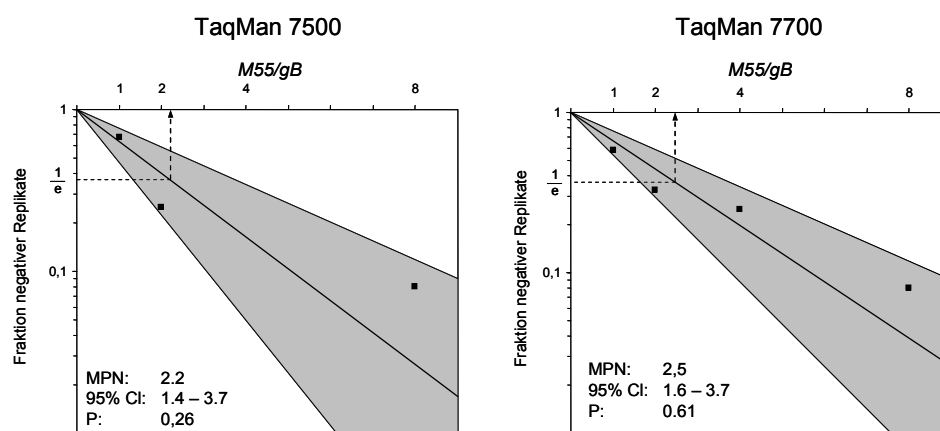 TaqMan 7500
M55/gB
1 2 4 8
1
1
e
0,1
Fraktion negativer Replikate
MPN: 2.2
95% CI: 1.4 – 3.7
P: 0,26
TaqMan 7700
M55/gB
1 2 4 8
1
1
e
0,1
Fraktion negativer Replikate
MPN: 2,5
95% CI: 1.6 – 3.7
P: 0.61